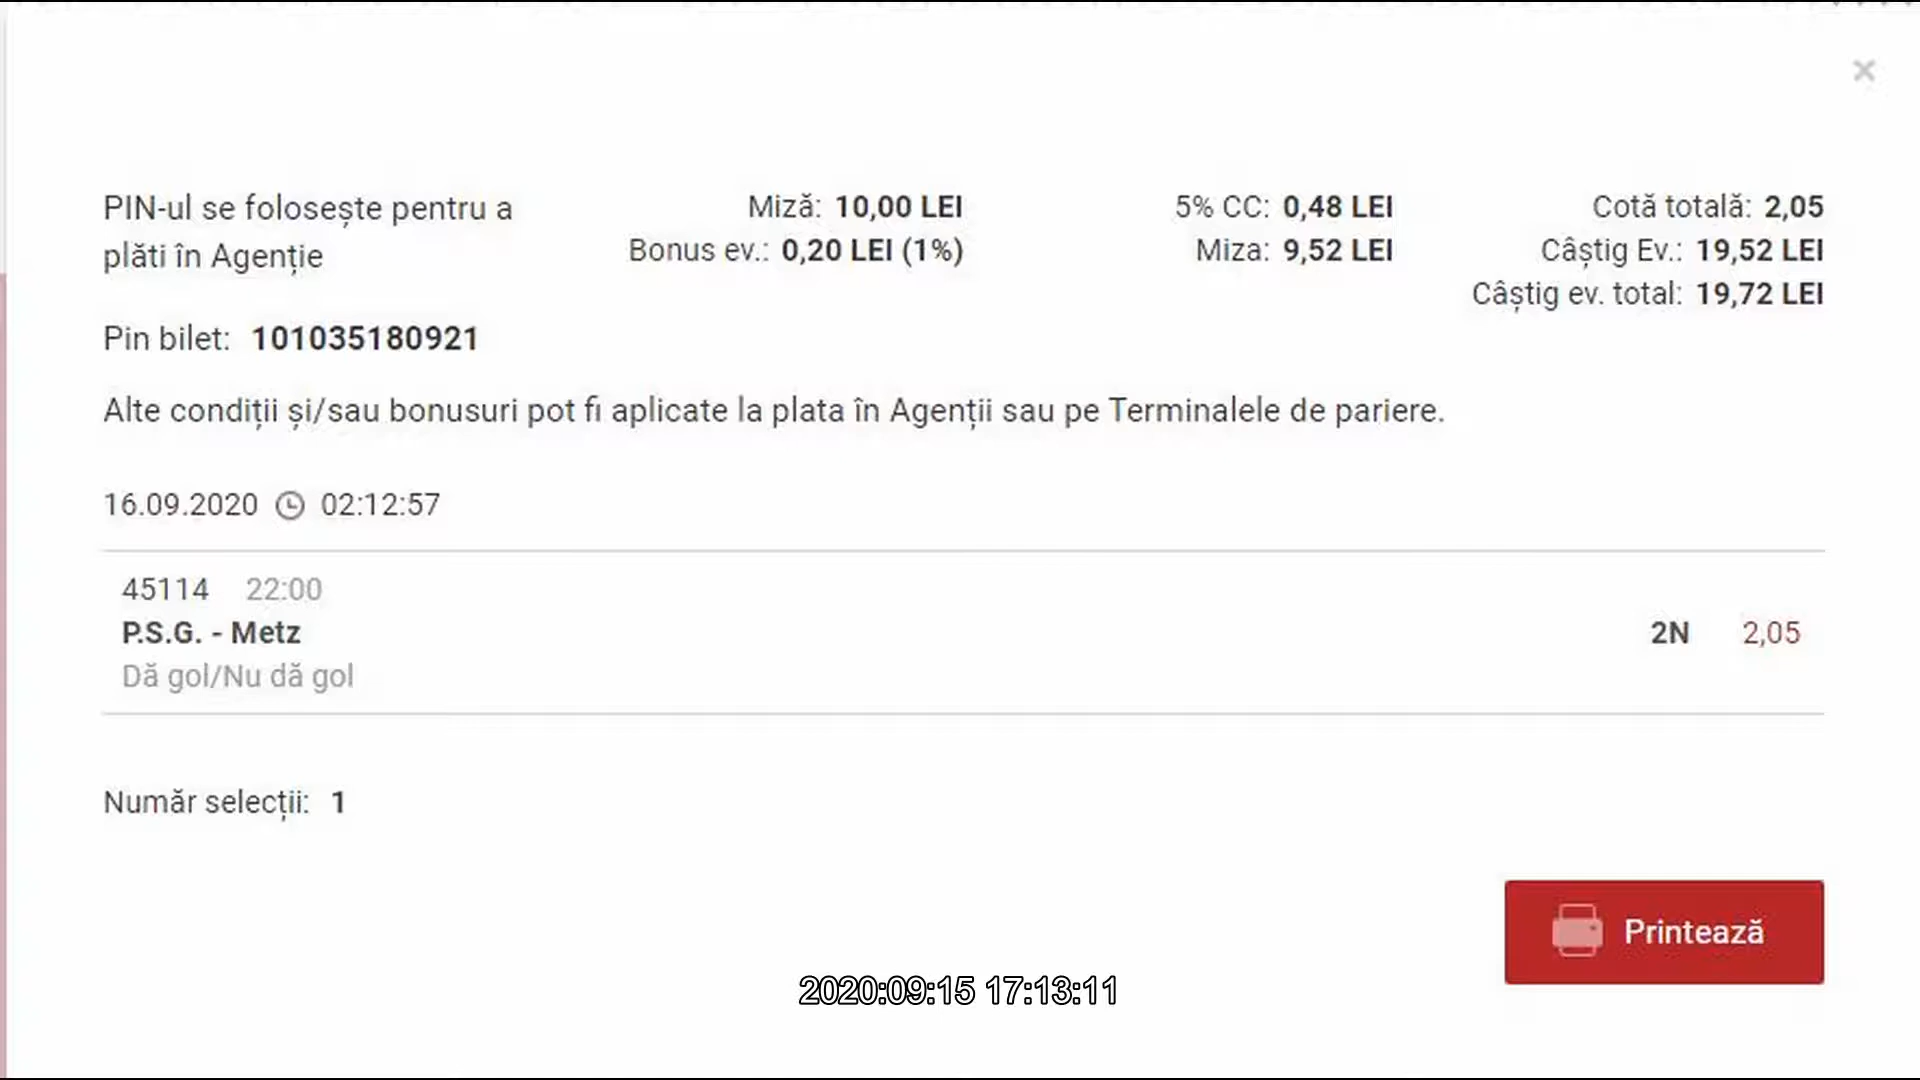 PIN-ul se folosește pentru a
plăti în Agenție
Pin bilet: 101035180921
Miză: 10,00 LEI
Bonus ev.: 0,20 LEI (1%)
5% CC: 0,48 LEI
Miza: 9,52 LEI
Cotă totală: 2,05
Câștig Ev.: 19,52 LEI
Câștig ev. total: 19,72 LEI
Alte condiții și/sau bonusuri pot fi aplicate la plata în Agenții sau pe Terminalele de pariere.
16.09.2020 02:12:57
45114 22:00
P.S.G. - Metz 2N 2,05
Dă gol/Nu dă gol
Număr selecții: 1
Printează
2020:09:15 17:13:11